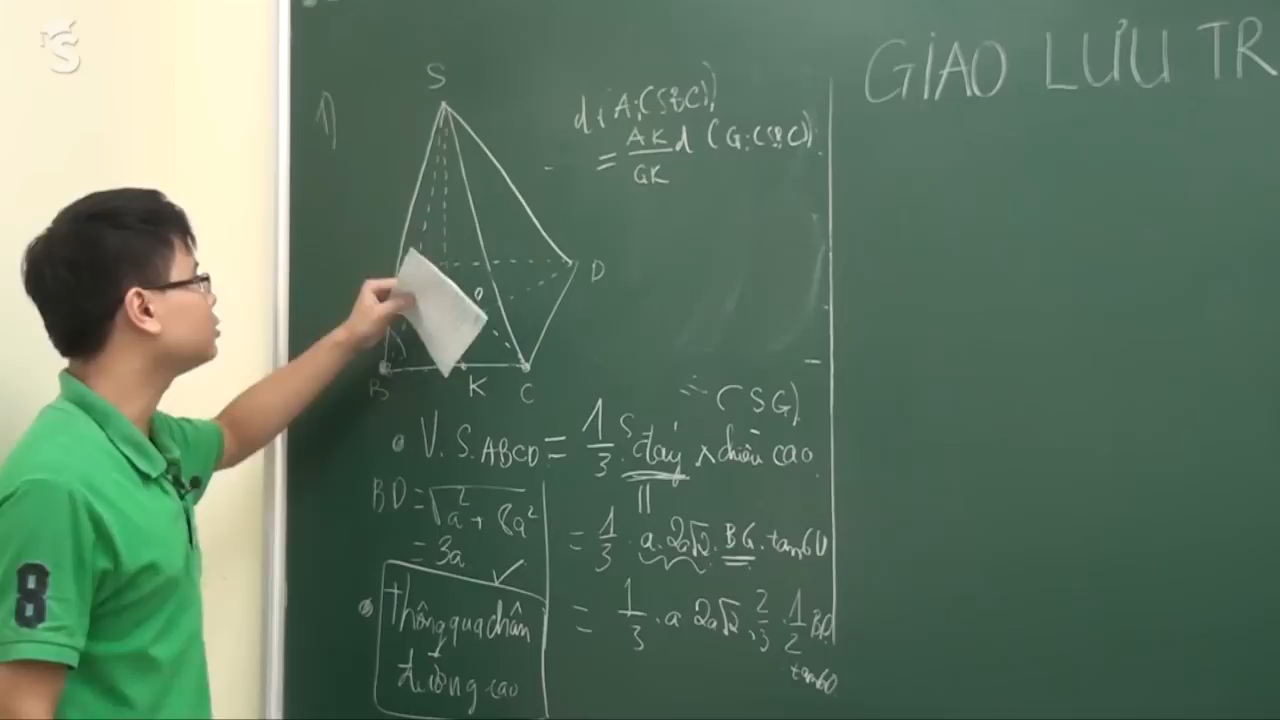 GIAO LƯU TR
1)
S
d(A;(SBC))
= AK/GK d(G;(SBC))
D
O
B K C
(SG)
V.S.ABCD = 1/3 . S đáy x chiều cao
BD = √a²+8a²
= 3a
= 1/3 . a. 2a√2 . BG . tan60
= 1/3 . a 2a√2 . 2/3 . 1/2 BD
tan60
Thông qua chân
đường cao
8